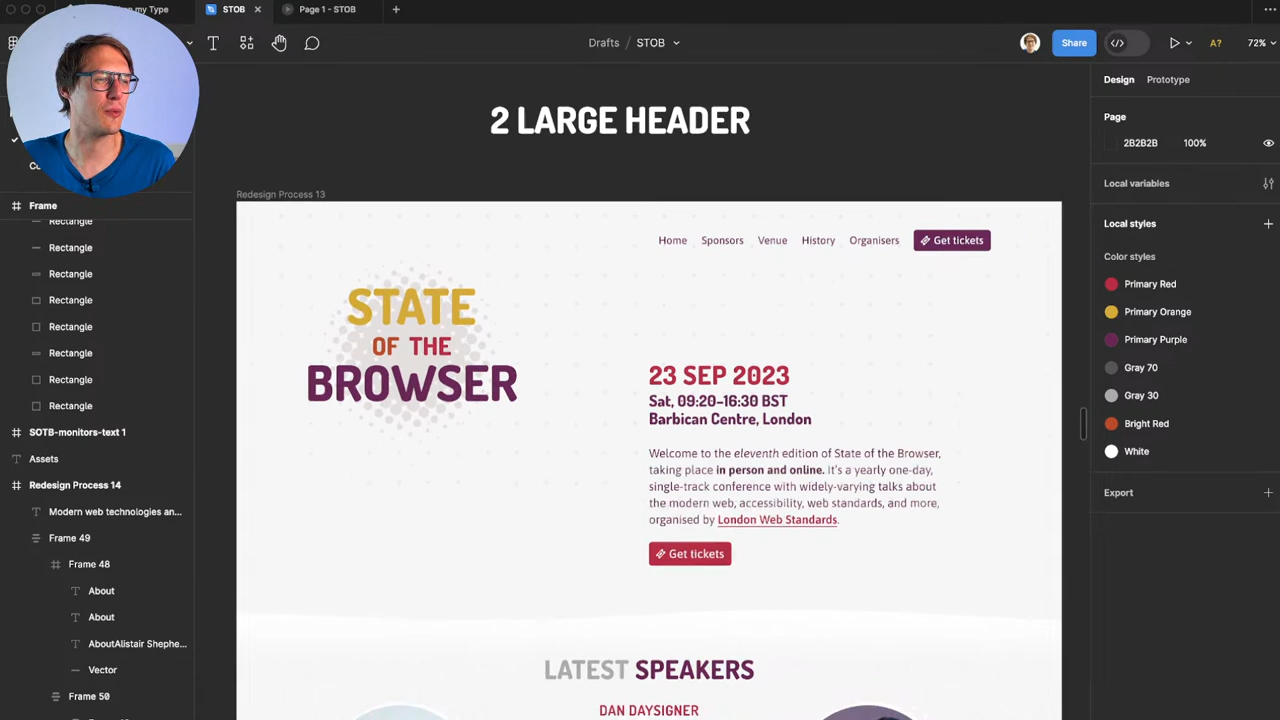 my Type
STOB
Page 1 - STOB
Drafts / STOB
Share
A?
72%
Design
Prototype
Page
2B2B2B
100%
Local variables
Local styles
Color styles
Primary Red
Primary Orange
Primary Purple
Gray 70
Gray 30
Bright Red
White
Export
Frame
Rectangle
Rectangle
Rectangle
Rectangle
Rectangle
Rectangle
Rectangle
Rectangle
SOTB-monitors-text 1
Assets
Redesign Process 14
Modern web technologies an...
Frame 49
Frame 48
About
About
AboutAlistair Shephe...
Vector
Frame 50
2 LARGE HEADER
Redesign Process 13
Home
Sponsors
Venue
History
Organisers
Get tickets
STATE
OF THE
BROWSER
23 SEP 2023
Sat, 09:20–16:30 BST
Barbican Centre, London
Welcome to the eleventh edition of State of the Browser,
taking place in person and online. It's a yearly one-day,
single-track conference with widely-varying talks about
the modern web, accessibility, web standards, and more,
organised by London Web Standards.
Get tickets
LATEST SPEAKERS
DAN DAYSIGNER